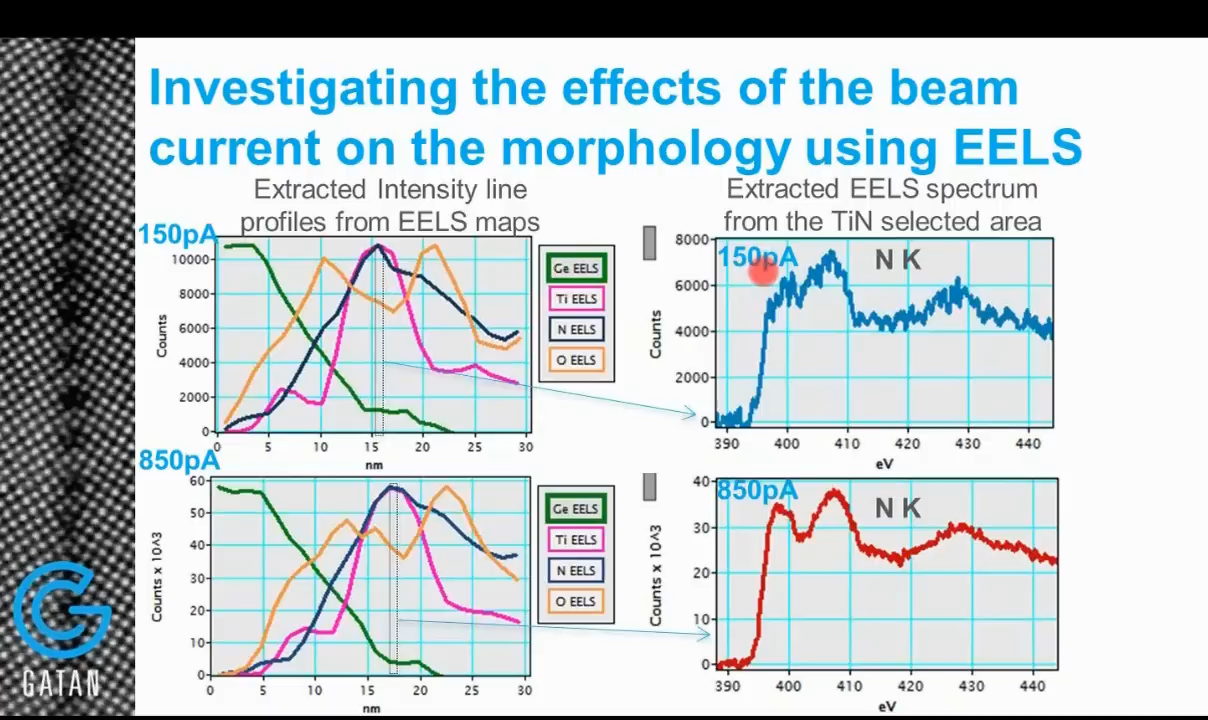 Investigating the effects of the beam
current on the morphology using EELS
Extracted Intensity line
profiles from EELS maps
Extracted EELS spectrum
from the TiN selected area
150pA
10000
8000
6000
4000
2000
0
Counts
0 5 10 15 20 25 30
nm
Ge EELS
Ti EELS
N EELS
O EELS
8000
6000
4000
2000
0
Counts
150pA
N K
390 400 410 420 430 440
eV
850pA
60
50
40
30
20
10
0
Counts x 10^3
0 5 10 15 20 25 30
nm
Ge EELS
Ti EELS
N EELS
O EELS
40
30
20
10
0
Counts x 10^3
850pA
N K
390 400 410 420 430 440
eV
GATAN